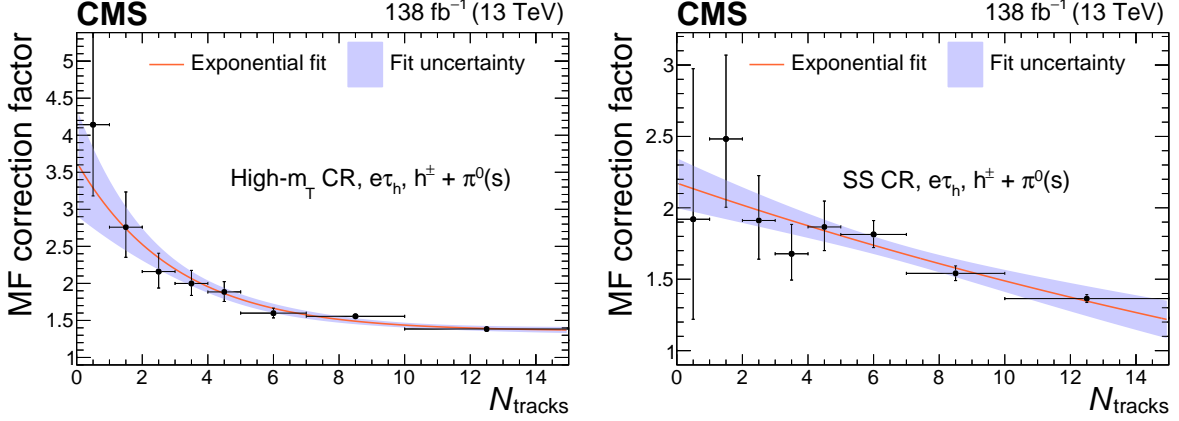 CMS 138 fb⁻¹ (13 TeV)
MF correction factor
Exponential fit
Fit uncertainty
High-m_T CR, eτ_h, h^± + π⁰(s)
5
4.5
4
3.5
3
2.5
2
1.5
1
0 2 4 6 8 10 12 14
N_tracks
CMS 138 fb⁻¹ (13 TeV)
MF correction factor
Exponential fit
Fit uncertainty
SS CR, eτ_h, h^± + π⁰(s)
3
2.5
2
1.5
1
0 2 4 6 8 10 12 14
N_tracks